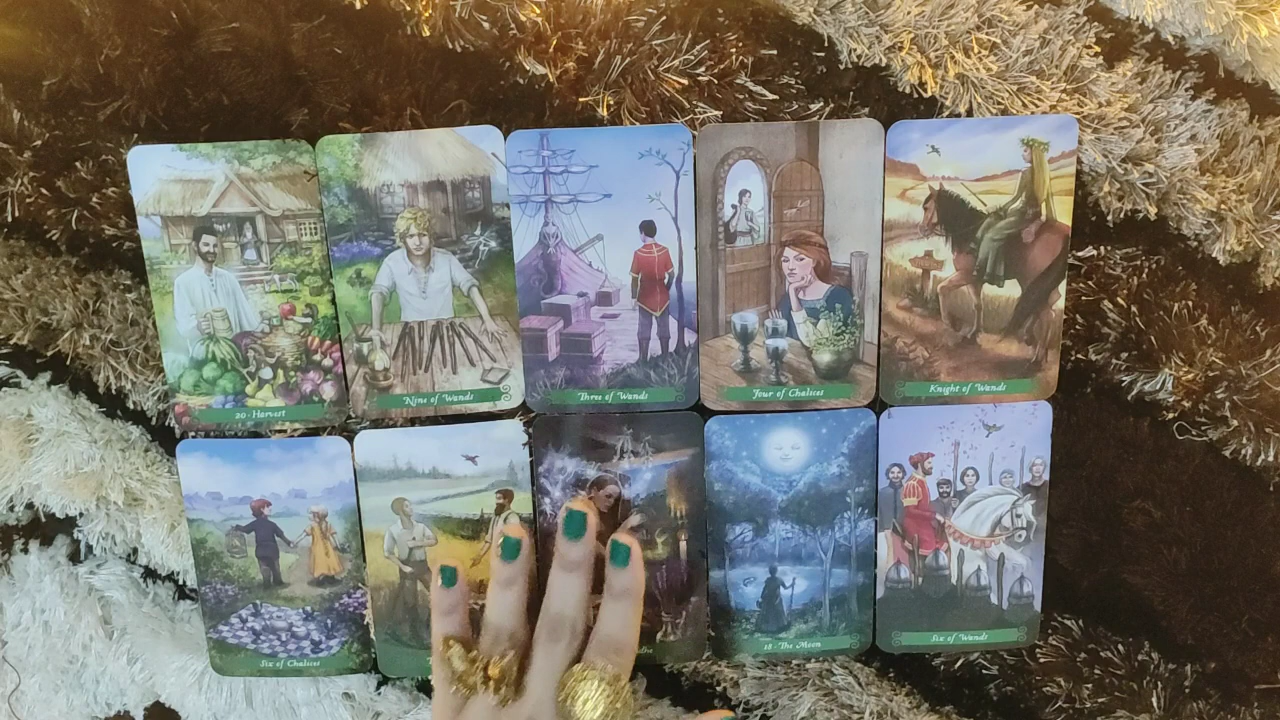 20 · Harvest
Nine of Wands
Three of Wands
Four of Chalices
Knight of Wands
Six of Chalices
18 · The Moon
Six of Wands